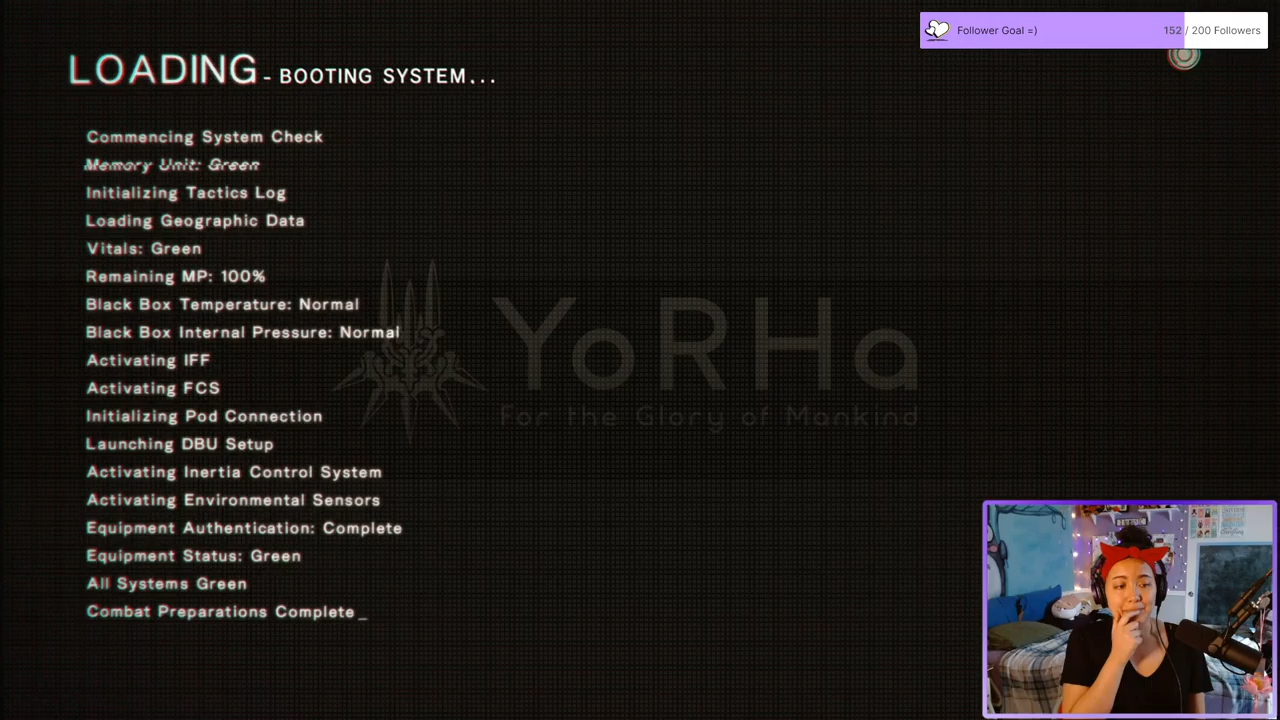 Follower Goal =)
152 / 200 Followers
LOADING - BOOTING SYSTEM...
Commencing System Check
Memory Unit: Green
Initializing Tactics Log
Loading Geographic Data
Vitals: Green
Remaining MP: 100%
Black Box Temperature: Normal
Black Box Internal Pressure: Normal
Activating IFF
Activating FCS
Initializing Pod Connection
Launching DBU Setup
Activating Inertia Control System
Activating Environmental Sensors
Equipment Authentication: Complete
Equipment Status: Green
All Systems Green
Combat Preparations Complete _
YoRHa
For the Glory of Mankind